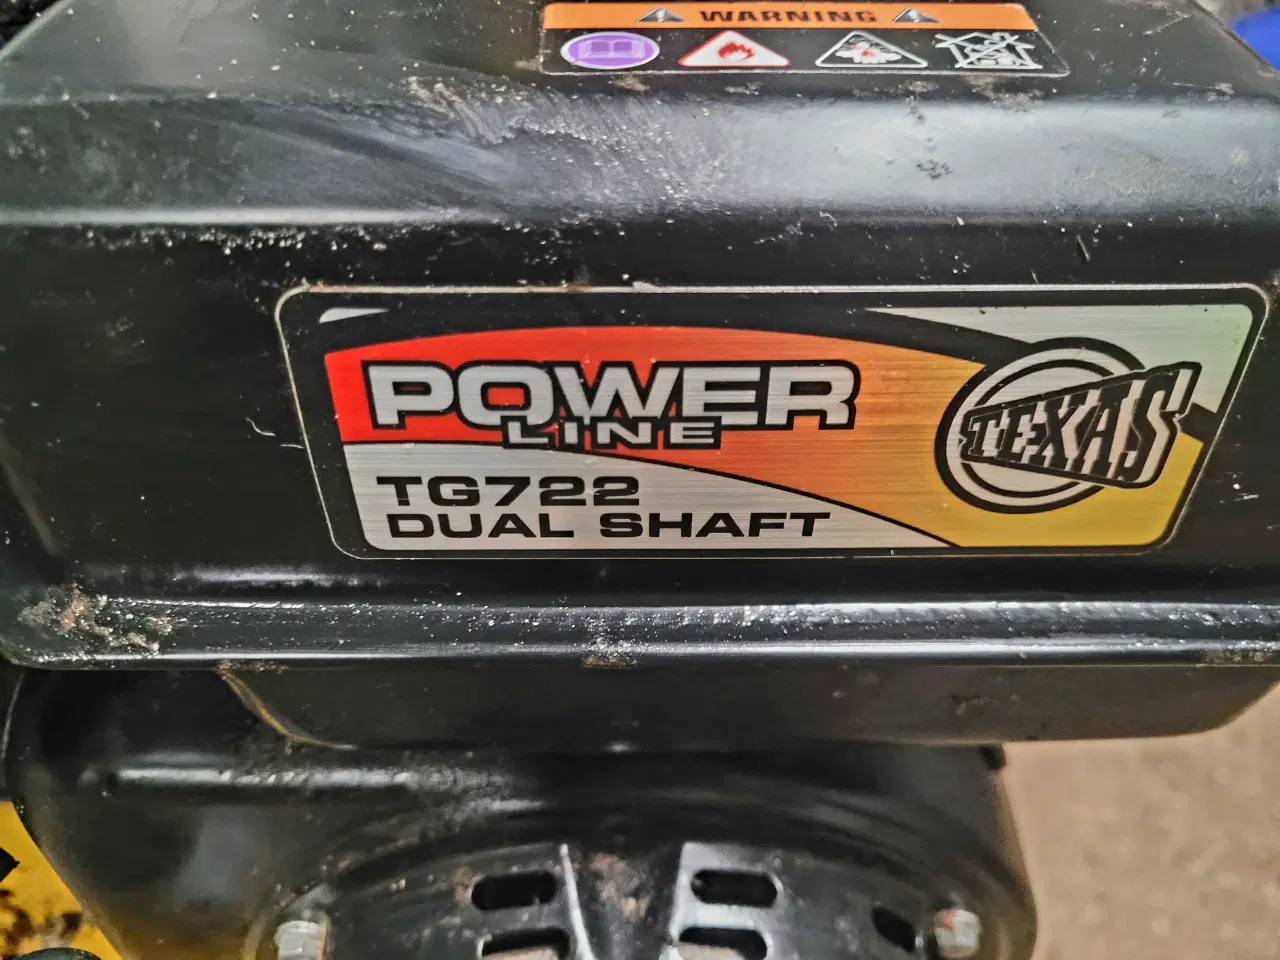 WARNING
POWER
LINE
TEXAS
TG722
DUAL SHAFT